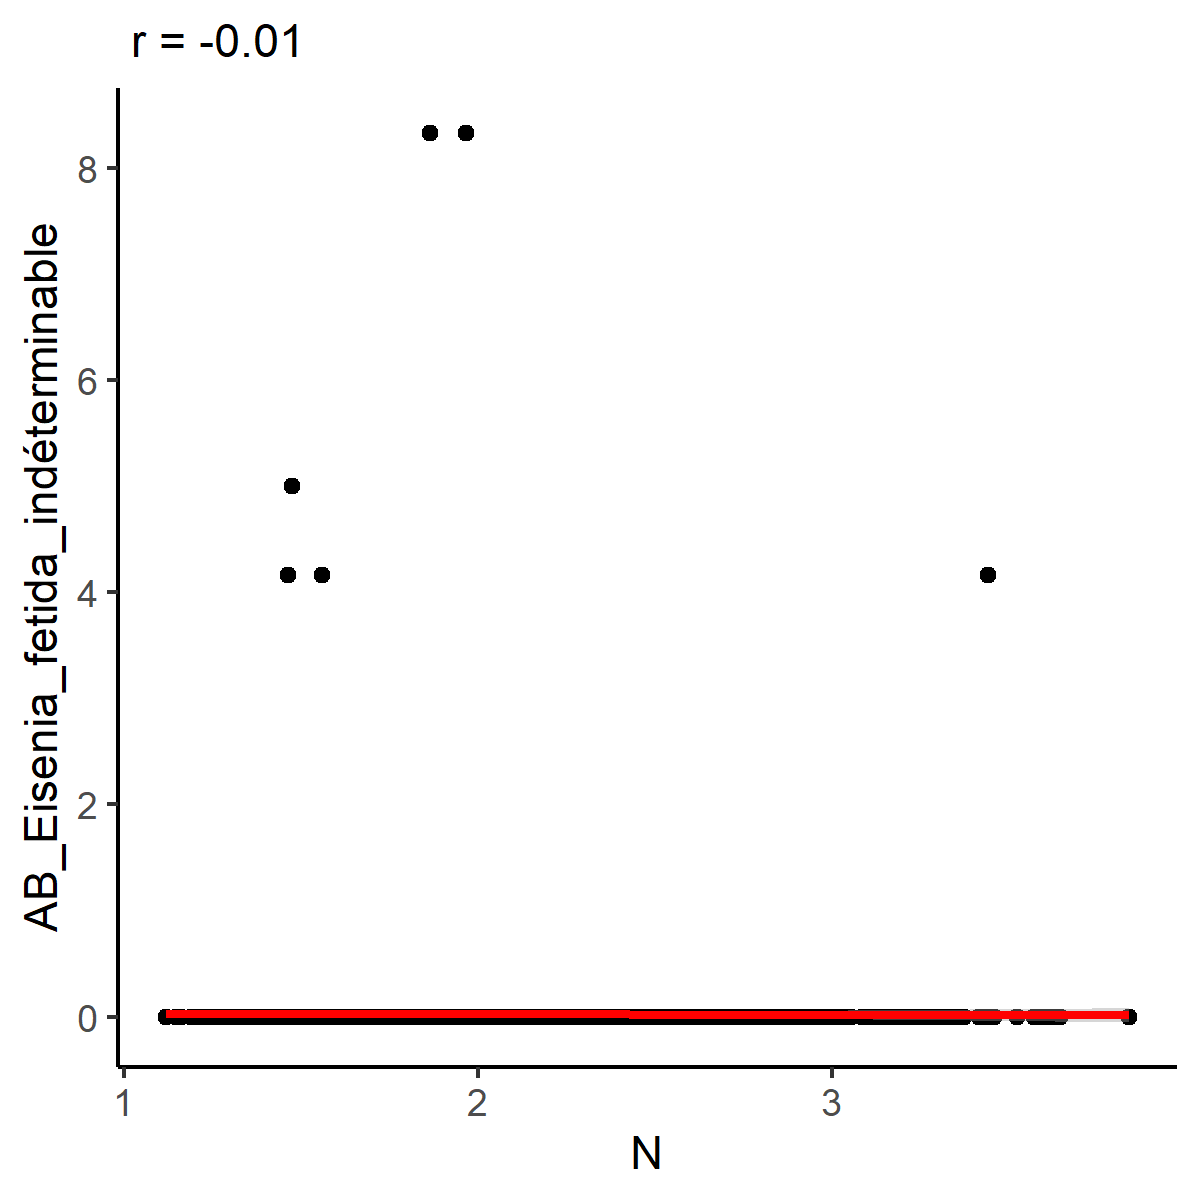 r = -0.01
AB_Eisenia_fetida_indéterminable
8
6
4
2
0
1
2
3
N